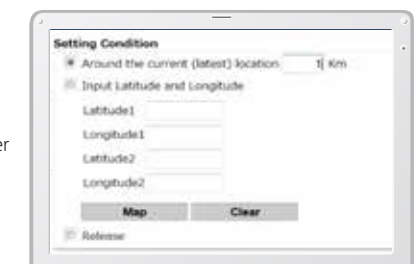 Setting Condition
Around the current (latest) location 1 Km
Input Latitude and Longitude
Latitude1
Longitude1
Latitude2
Longitude2
Map Clear
Release
er